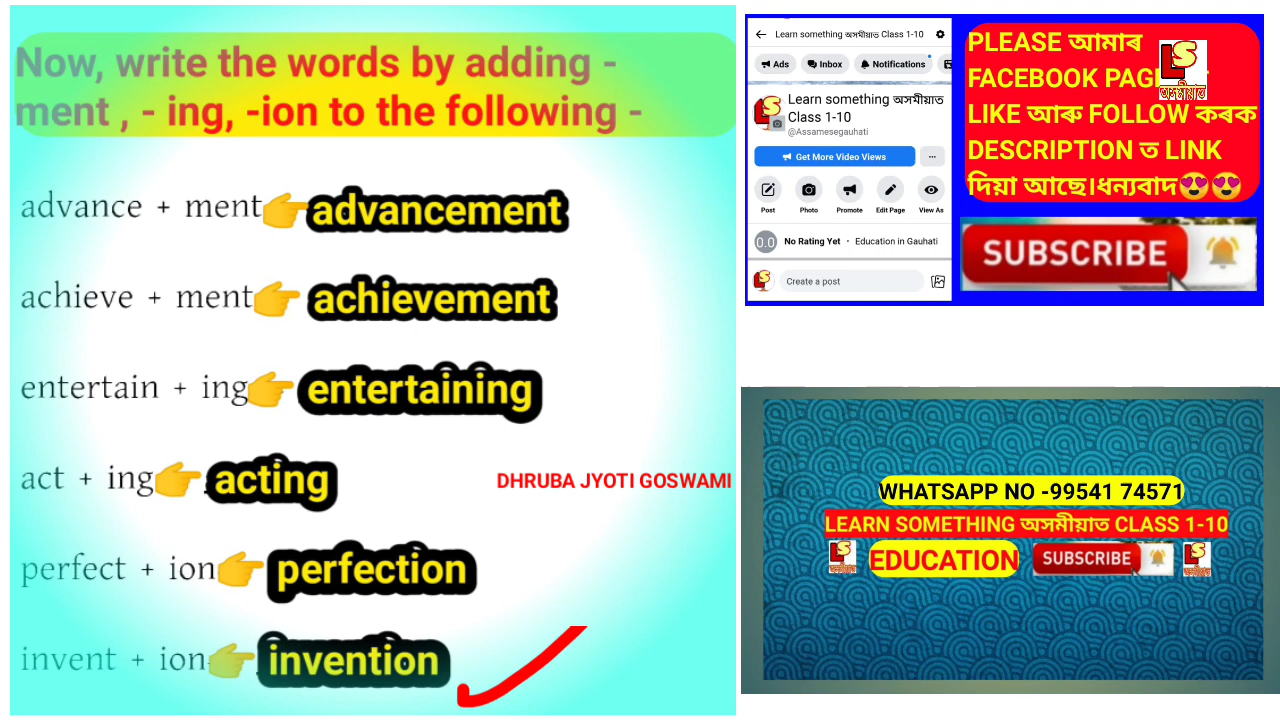 Now, write the words by adding -
ment , - ing, -ion to the following -
advance + ment👉advancement
achieve + ment👉 achievement
entertain + ing👉 entertaining
act + ing👉 acting
DHRUBA JYOTI GOSWAMI
perfect + ion👉 perfection
invent + ion👉 invention
Learn something অসমীয়াত Class 1-10
Ads Inbox Notifications
Learn something অসমীয়াত
Class 1-10
@Assamesegauhati
Get More Video Views ...
Post Photo Promote Edit Page View As
0.0 No Rating Yet · Education in Gauhati
Create a post
PLEASE আমাৰ
FACEBOOK PAGE
LIKE আৰু FOLLOW কৰক
DESCRIPTION ত LINK
দিয়া আছে।ধন্যবাদ😍😍
LS
অসমীয়াত
SUBSCRIBE
WHATSAPP NO -99541 74571
LEARN SOMETHING অসমীয়াত CLASS 1-10
EDUCATION SUBSCRIBE